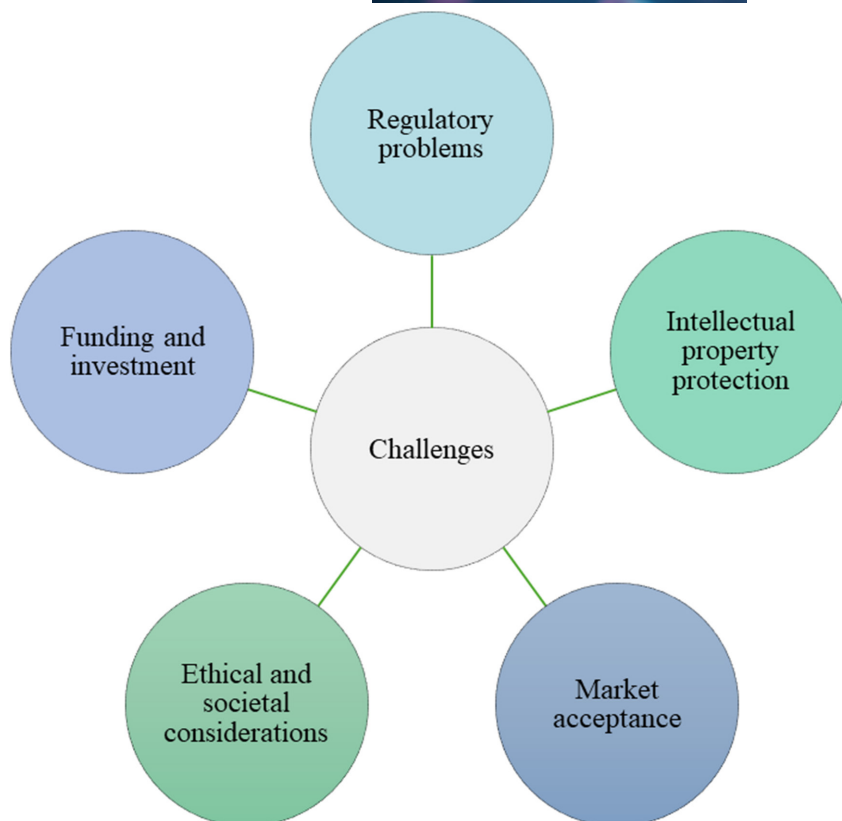 Regulatory
problems
Funding and
investment
Intellectual
property
protection
Challenges
Ethical and
societal
considerations
Market
acceptance